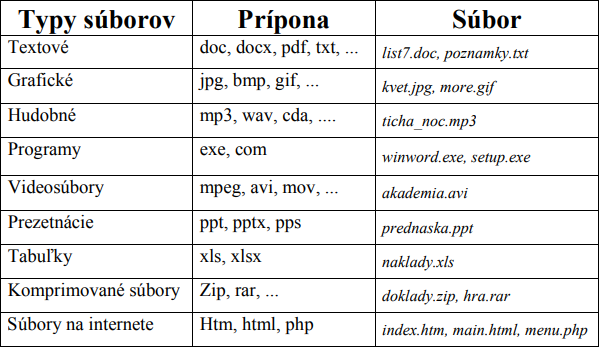 Typy súborov Prípona Súbor
Textové doc, docx, pdf, txt, ... list7.doc, poznamky.txt
Grafické jpg, bmp, gif, ... kvet.jpg, more.gif
Hudobné mp3, wav, cda, .... ticha_noc.mp3
Programy exe, com winword.exe, setup.exe
Videosúbory mpeg, avi, mov, ... akademia.avi
Prezetnácie ppt, pptx, pps prednaska.ppt
Tabuľky xls, xlsx naklady.xls
Komprimované súbory Zip, rar, ... doklady.zip, hra.rar
Súbory na internete Htm, html, php index.htm, main.html, menu.php